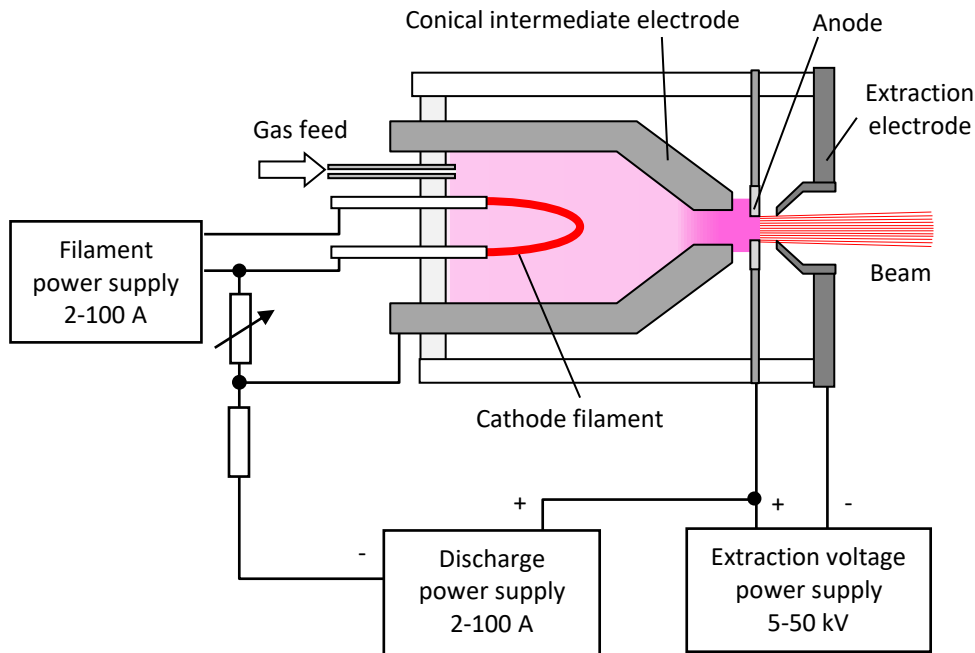 Conical intermediate electrode
Anode
Extraction
electrode
Gas feed
Filament
power supply
2-100 A
Beam
Cathode filament
+
+
-
-
Discharge
power supply
2-100 A
Extraction voltage
power supply
5-50 kV